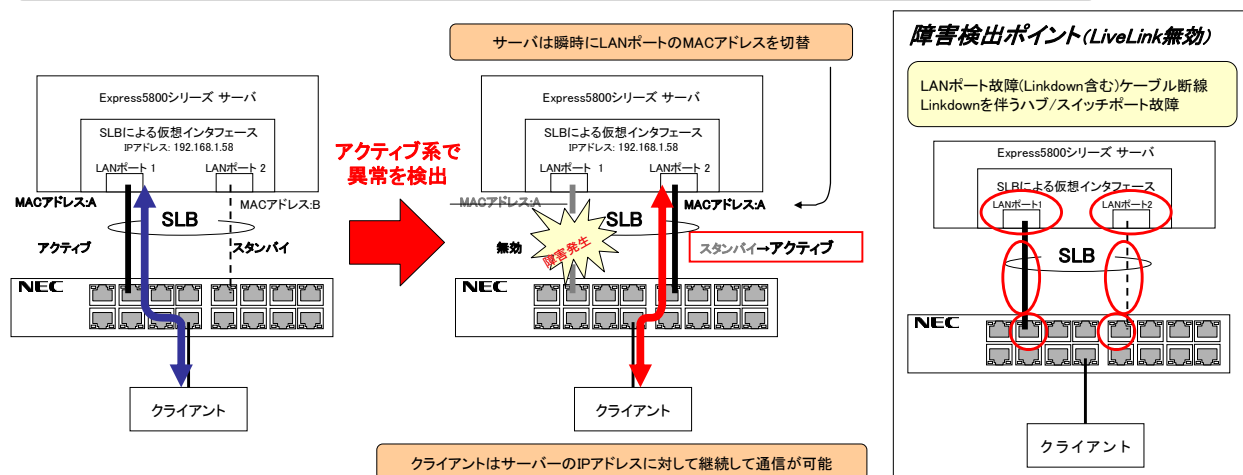 サーバは瞬時にLANポートのMACアドレスを切替
Express5800シリーズ サーバ
SLBによる仮想インタフェース
IPアドレス: 192.168.1.58
LANポート 1
LANポート 2
MACアドレス:A
MACアドレス:B
SLB
アクティブ
スタンバイ
NEC
クライアント
アクティブ系で
異常を検出
Express5800シリーズ サーバ
SLBによる仮想インタフェース
IPアドレス: 192.168.1.58
LANポート 1
LANポート 2
MACアドレス:A
MACアドレス:A
SLB
無効
障害発生
スタンバイ→アクティブ
NEC
クライアント
クライアントはサーバーのIPアドレスに対して継続して通信が可能
障害検出ポイント(LiveLink無効)
LANポート故障(Linkdown含む)ケーブル断線
Linkdownを伴うハブ/スイッチポート故障
Express5800シリーズ サーバ
SLBによる仮想インタフェース
LANポート1
LANポート2
SLB
NEC
クライアント